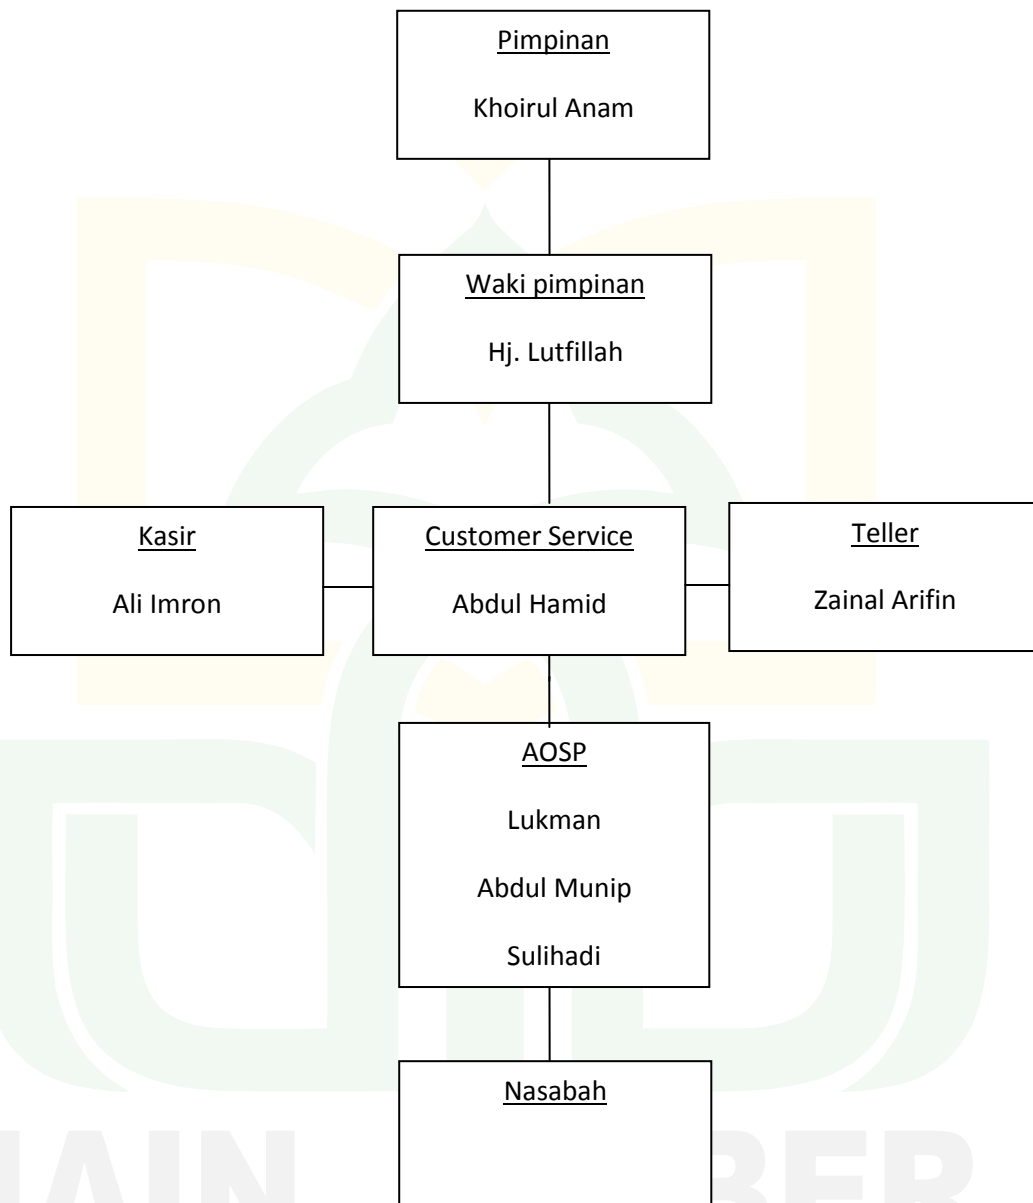 Pimpinan
Khoirul Anam
Waki pimpinan
Hj. Lutfillah
Kasir
Ali Imron
Customer Service
Abdul Hamid
Teller
Zainal Arifin
AOSP
Lukman
Abdul Munip
Sulihadi
Nasabah